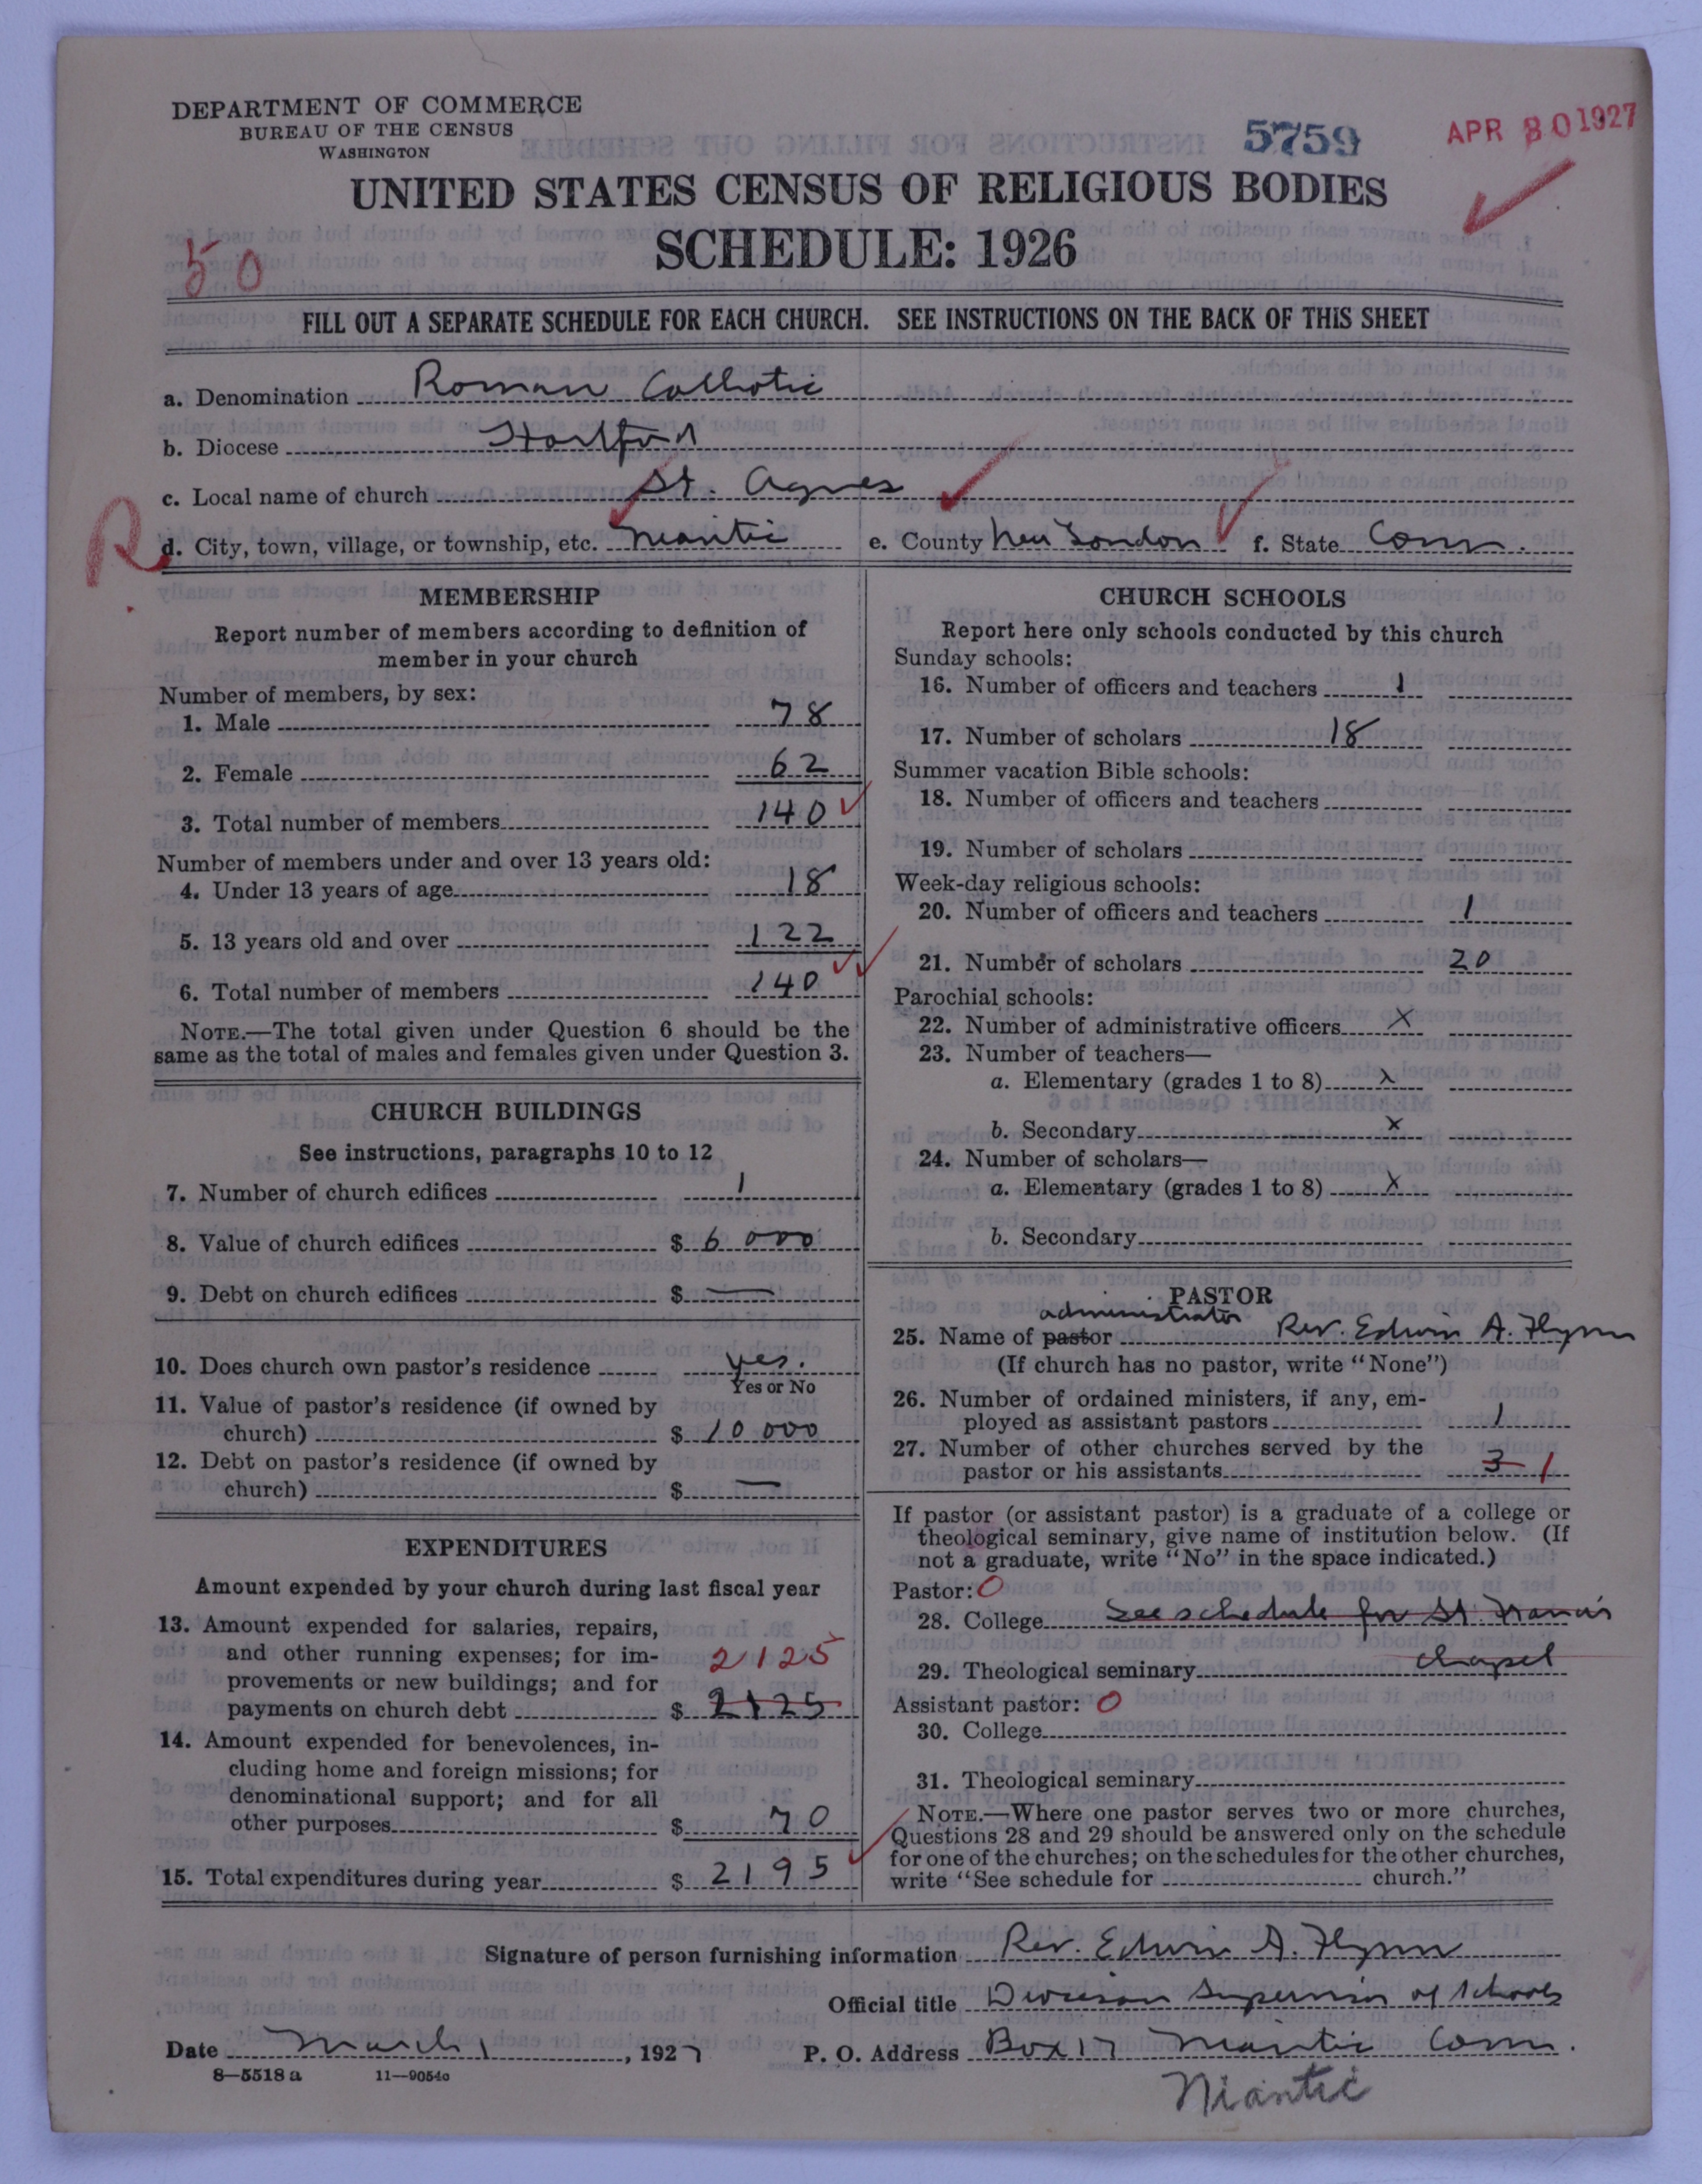 DEPARTMENT OF COMMERCE
BUREAU OF THE CENSUS
WASHINGTON
5759
APR 30 1927
UNITED STATES CENSUS OF RELIGIOUS BODIES
SCHEDULE: 1926
50
FILL OUT A SEPARATE SCHEDULE FOR EACH CHURCH. SEE INSTRUCTIONS ON THE BACK OF THIS SHEET
a. Denomination Roman Catholic
b. Diocese Hartford
c. Local name of church St. Agnes
R
d. City, town, village, or township, etc. Niantic e. County New London f. State Conn.
MEMBERSHIP
Report number of members according to definition of
member in your church
Number of members, by sex:
1. Male 78
2. Female 62
3. Total number of members 140
Number of members under and over 13 years old:
4. Under 13 years of age 18
5. 13 years old and over 122
6. Total number of members 140
NOTE.—The total given under Question 6 should be the
same as the total of males and females given under Question 3.
CHURCH BUILDINGS
See instructions, paragraphs 10 to 12
7. Number of church edifices 1
8. Value of church edifices $ 6 000
9. Debt on church edifices $ —
10. Does church own pastor's residence yes.
Yes or No
11. Value of pastor's residence (if owned by
church) $ 10 000
12. Debt on pastor's residence (if owned by
church) $ —
EXPENDITURES
Amount expended by your church during last fiscal year
13. Amount expended for salaries, repairs,
and other running expenses; for im-
2125
provements or new buildings; and for
payments on church debt $ 2125
14. Amount expended for benevolences, in-
cluding home and foreign missions; for
denominational support; and for all
other purposes $ 70
15. Total expenditures during year $ 2195
CHURCH SCHOOLS
Report here only schools conducted by this church
Sunday schools:
16. Number of officers and teachers 1
17. Number of scholars 18
Summer vacation Bible schools:
18. Number of officers and teachers
19. Number of scholars
Week-day religious schools:
20. Number of officers and teachers 1
21. Number of scholars 20
Parochial schools:
22. Number of administrative officers X
23. Number of teachers—
a. Elementary (grades 1 to 8) X
b. Secondary X
24. Number of scholars—
a. Elementary (grades 1 to 8) X
b. Secondary
PASTOR
administrator
25. Name of pastor Rev. Edwin A. Flynn
(If church has no pastor, write "None")
26. Number of ordained ministers, if any, em-
ployed as assistant pastors 1
27. Number of other churches served by the
pastor or his assistants 3 1
If pastor (or assistant pastor) is a graduate of a college or
theological seminary, give name of institution below. (If
not a graduate, write "No" in the space indicated.)
Pastor: O
28. College See schedule for St. Francis
29. Theological seminary chapel
Assistant pastor: O
30. College
31. Theological seminary
NOTE.—Where one pastor serves two or more churches,
Questions 28 and 29 should be answered only on the schedule
for one of the churches; on the schedules for the other churches,
write "See schedule for church."
Signature of person furnishing information Rev. Edwin A. Flynn
Official title Division Supervisor of Schools
Date March 1, 1927 P. O. Address Box 17 Niantic Conn.
8—5518 a 11—9054c
Niantic